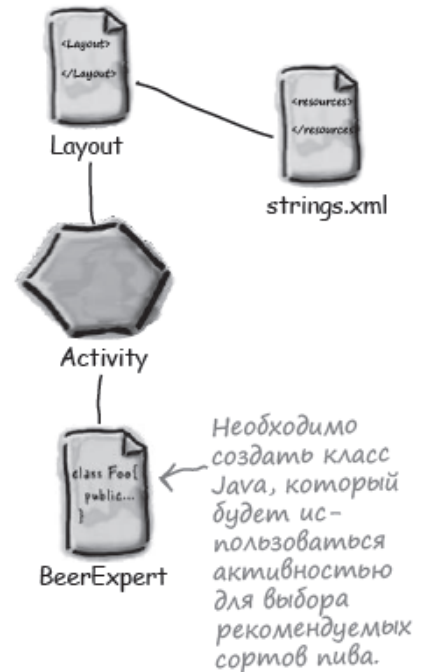 <Layout>
</Layout>
Layout
<resources>
</resources
strings.xml
Activity
class Foo{
public...
}
BeerExpert
Необходимо
создать класс
Java, который
будет ис-
пользоваться
активностью
для выбора
рекомендуемых
сортов пива.